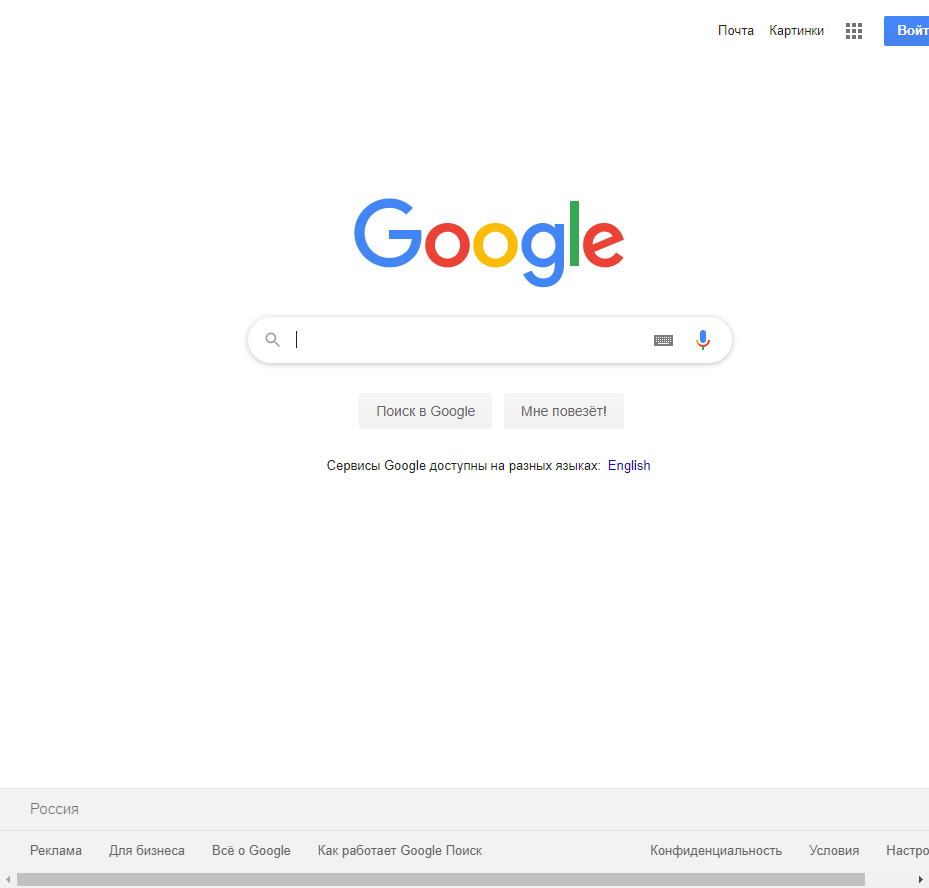 Почта Картинки Войт
Google
Поиск в Google Мне повезёт!
Сервисы Google доступны на разных языках: English
Россия
Реклама Для бизнеса Всё о Google Как работает Google Поиск Конфиденциальность Условия Настро